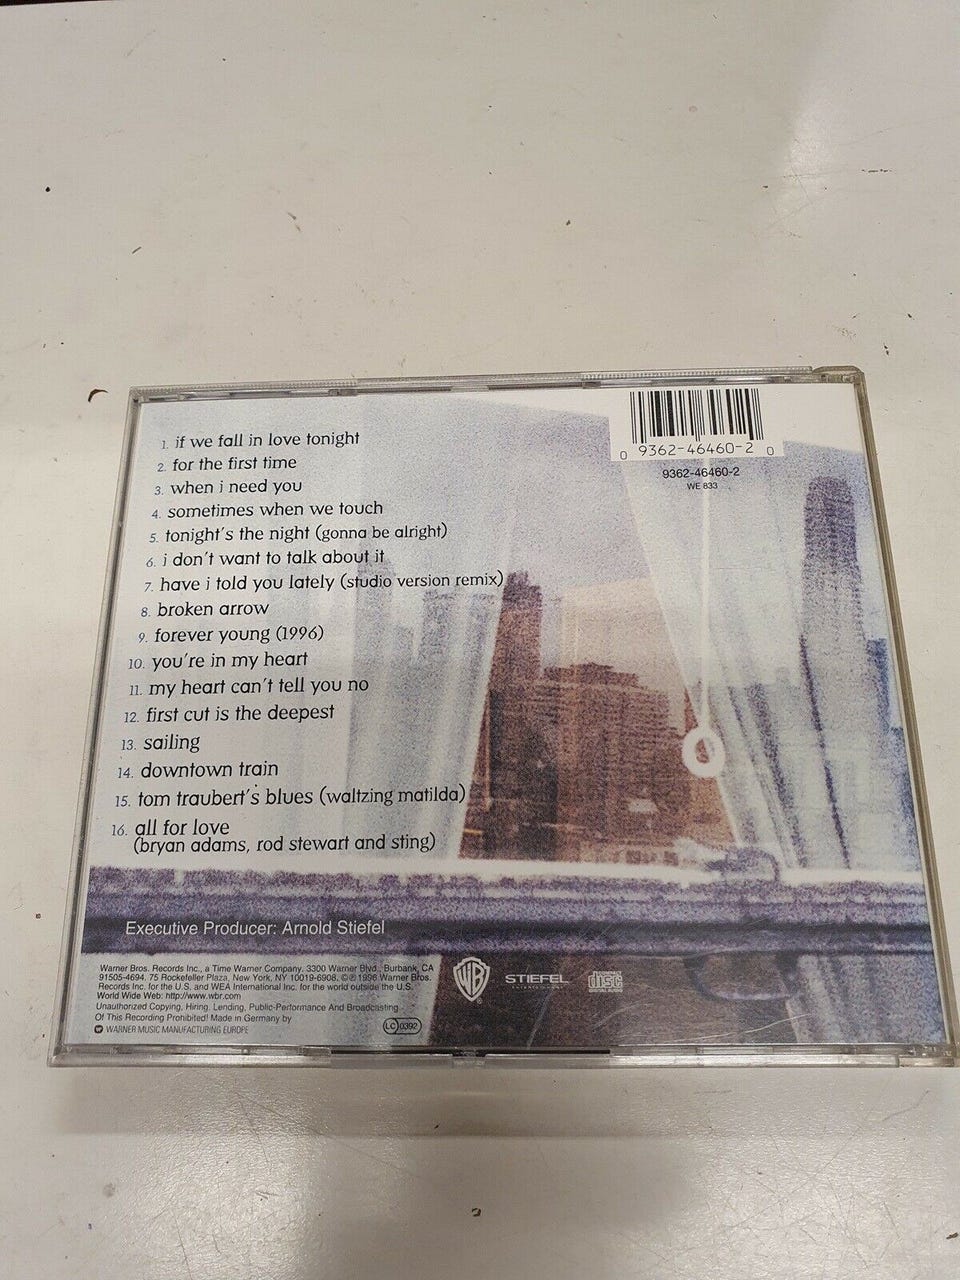 0 9362-46460-2 0
9362-46460-2
WE 833
1. if we fall in love tonight
2. for the first time
3. when i need you
4. sometimes when we touch
5. tonight's the night (gonna be alright)
6. i don't want to talk about it
7. have i told you lately (studio version remix)
8. broken arrow
9. forever young (1996)
10. you're in my heart
11. my heart can't tell you no
12. first cut is the deepest
13. sailing
14. downtown train
15. tom traubert's blues (waltzing matilda)
16. all for love
(bryan adams, rod stewart and sting)
Executive Producer: Arnold Stiefel
Warner Bros. Records Inc., a Time Warner Company. 3300 Warner Blvd., Burbank, CA
91505-4694. 75 Rockefeller Plaza, New York, NY 10019-6908. ©℗ 1996 Warner Bros.
Records Inc. for the U.S. and WEA International Inc. for the world outside the U.S.
World Wide Web: http://www.wbr.com
Unauthorized Copying, Hiring, Lending, Public-Performance And Broadcasting
Of This Recording Prohibited! Made in Germany by
WARNER MUSIC MANUFACTURING EUROPE
LC 0392
WB
STIEFEL
ENTERTAINMENT
COMPACT
disc
DIGITAL AUDIO